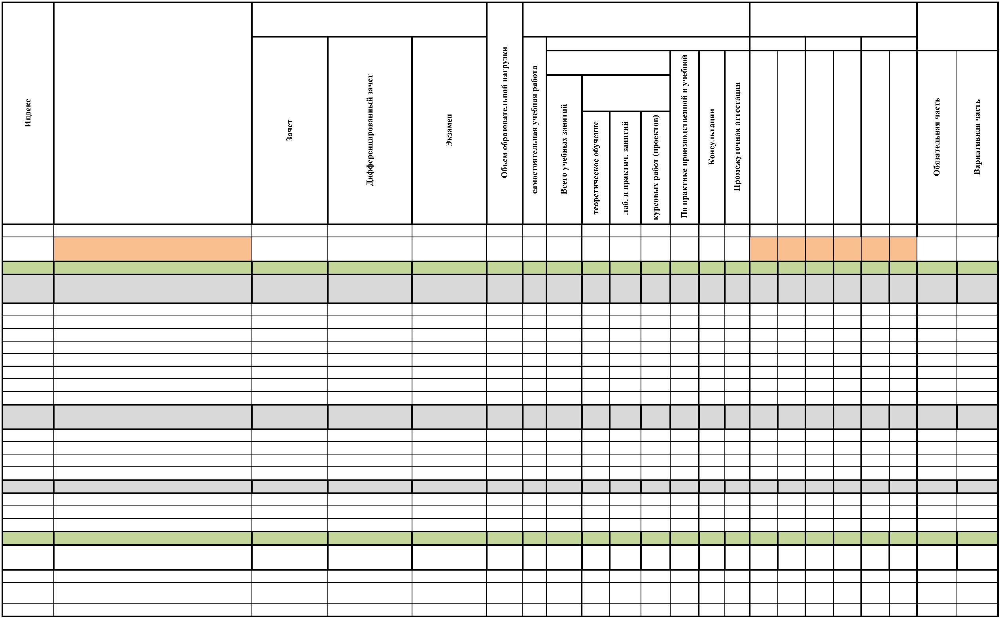 Индекс
Зачет
Дифференцированный зачет
Экзамен
Объем образовательной нагрузки
самостоятельная учебная работа
Всего учебных занятий
теоретическое обучение
лаб. и практич. занятий
курсовых работ (проектов)
По практике производственной и учебной
Консультации
Промежуточная аттестация
Обязательная часть
Вариативная часть